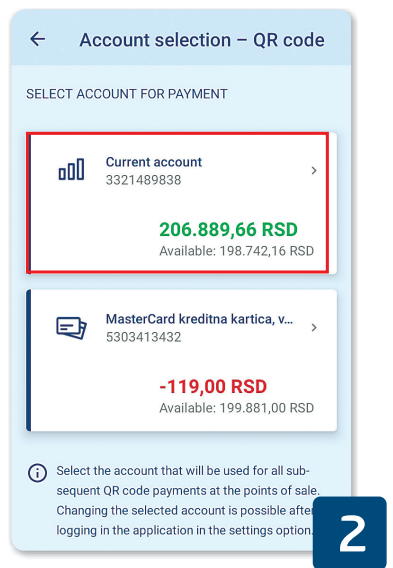 Account selection – QR code
SELECT ACCOUNT FOR PAYMENT
Current account
3321489838
206.889,66 RSD
Available: 198.742,16 RSD
MasterCard kreditna kartica, v...
5303413432
-119,00 RSD
Available: 199.881,00 RSD
Select the account that will be used for all sub-
sequent QR code payments at the points of sale.
Changing the selected account is possible after
logging in the application in the settings option.
2